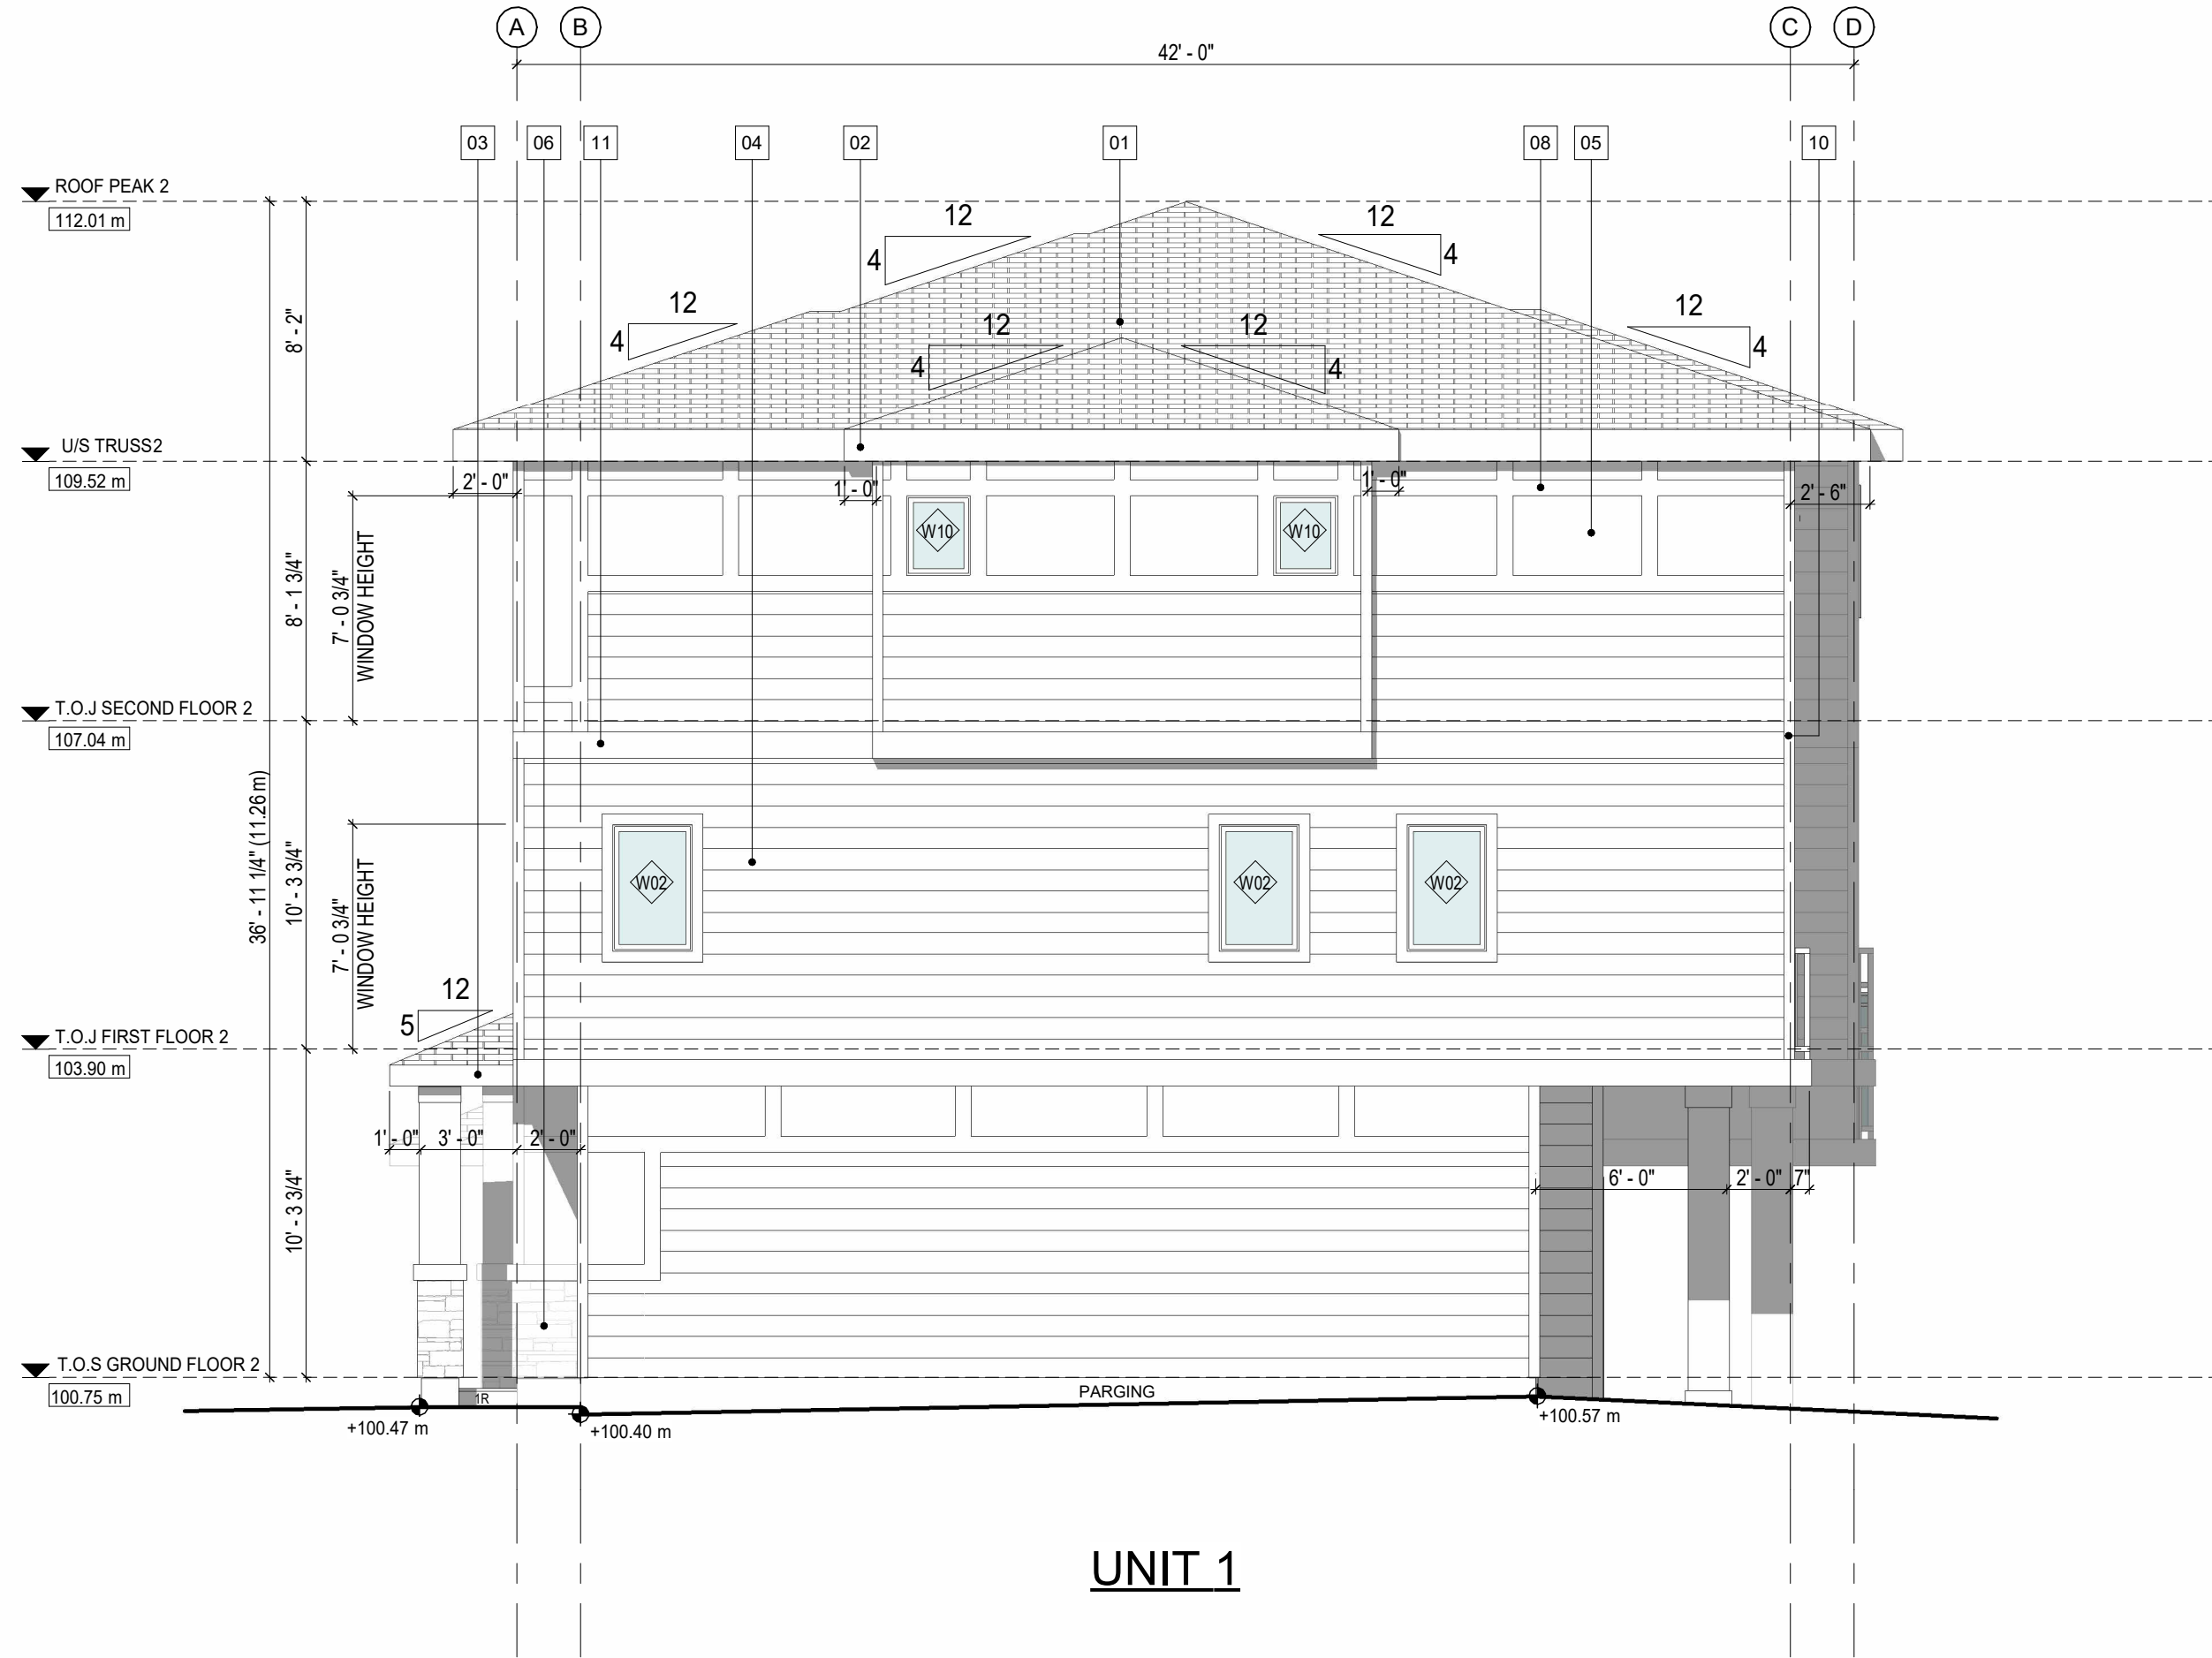 A B C D
42' - 0"
03 06 11 04 02 01 08 05 10
ROOF PEAK 2
112.01 m
12 4
12 4
12 4
12 4
12 4
12 4
8' - 2"
U/S TRUSS2
109.52 m
2' - 0"
1' - 0"
1' - 0"
2' - 6"
W10
W10
8' - 1 3/4"
7' - 0 3/4"
WINDOW HEIGHT
T.O.J SECOND FLOOR 2
107.04 m
36' - 11 1/4" (11.26 m)
10' - 3 3/4"
7' - 0 3/4"
WINDOW HEIGHT
W02
W02
W02
12
5
T.O.J FIRST FLOOR 2
103.90 m
1' - 0"
3' - 0"
2' - 0"
6' - 0"
2' - 0"
7"
10' - 3 3/4"
T.O.S GROUND FLOOR 2
100.75 m
1R
PARGING
+100.47 m
+100.40 m
+100.57 m
UNIT 1